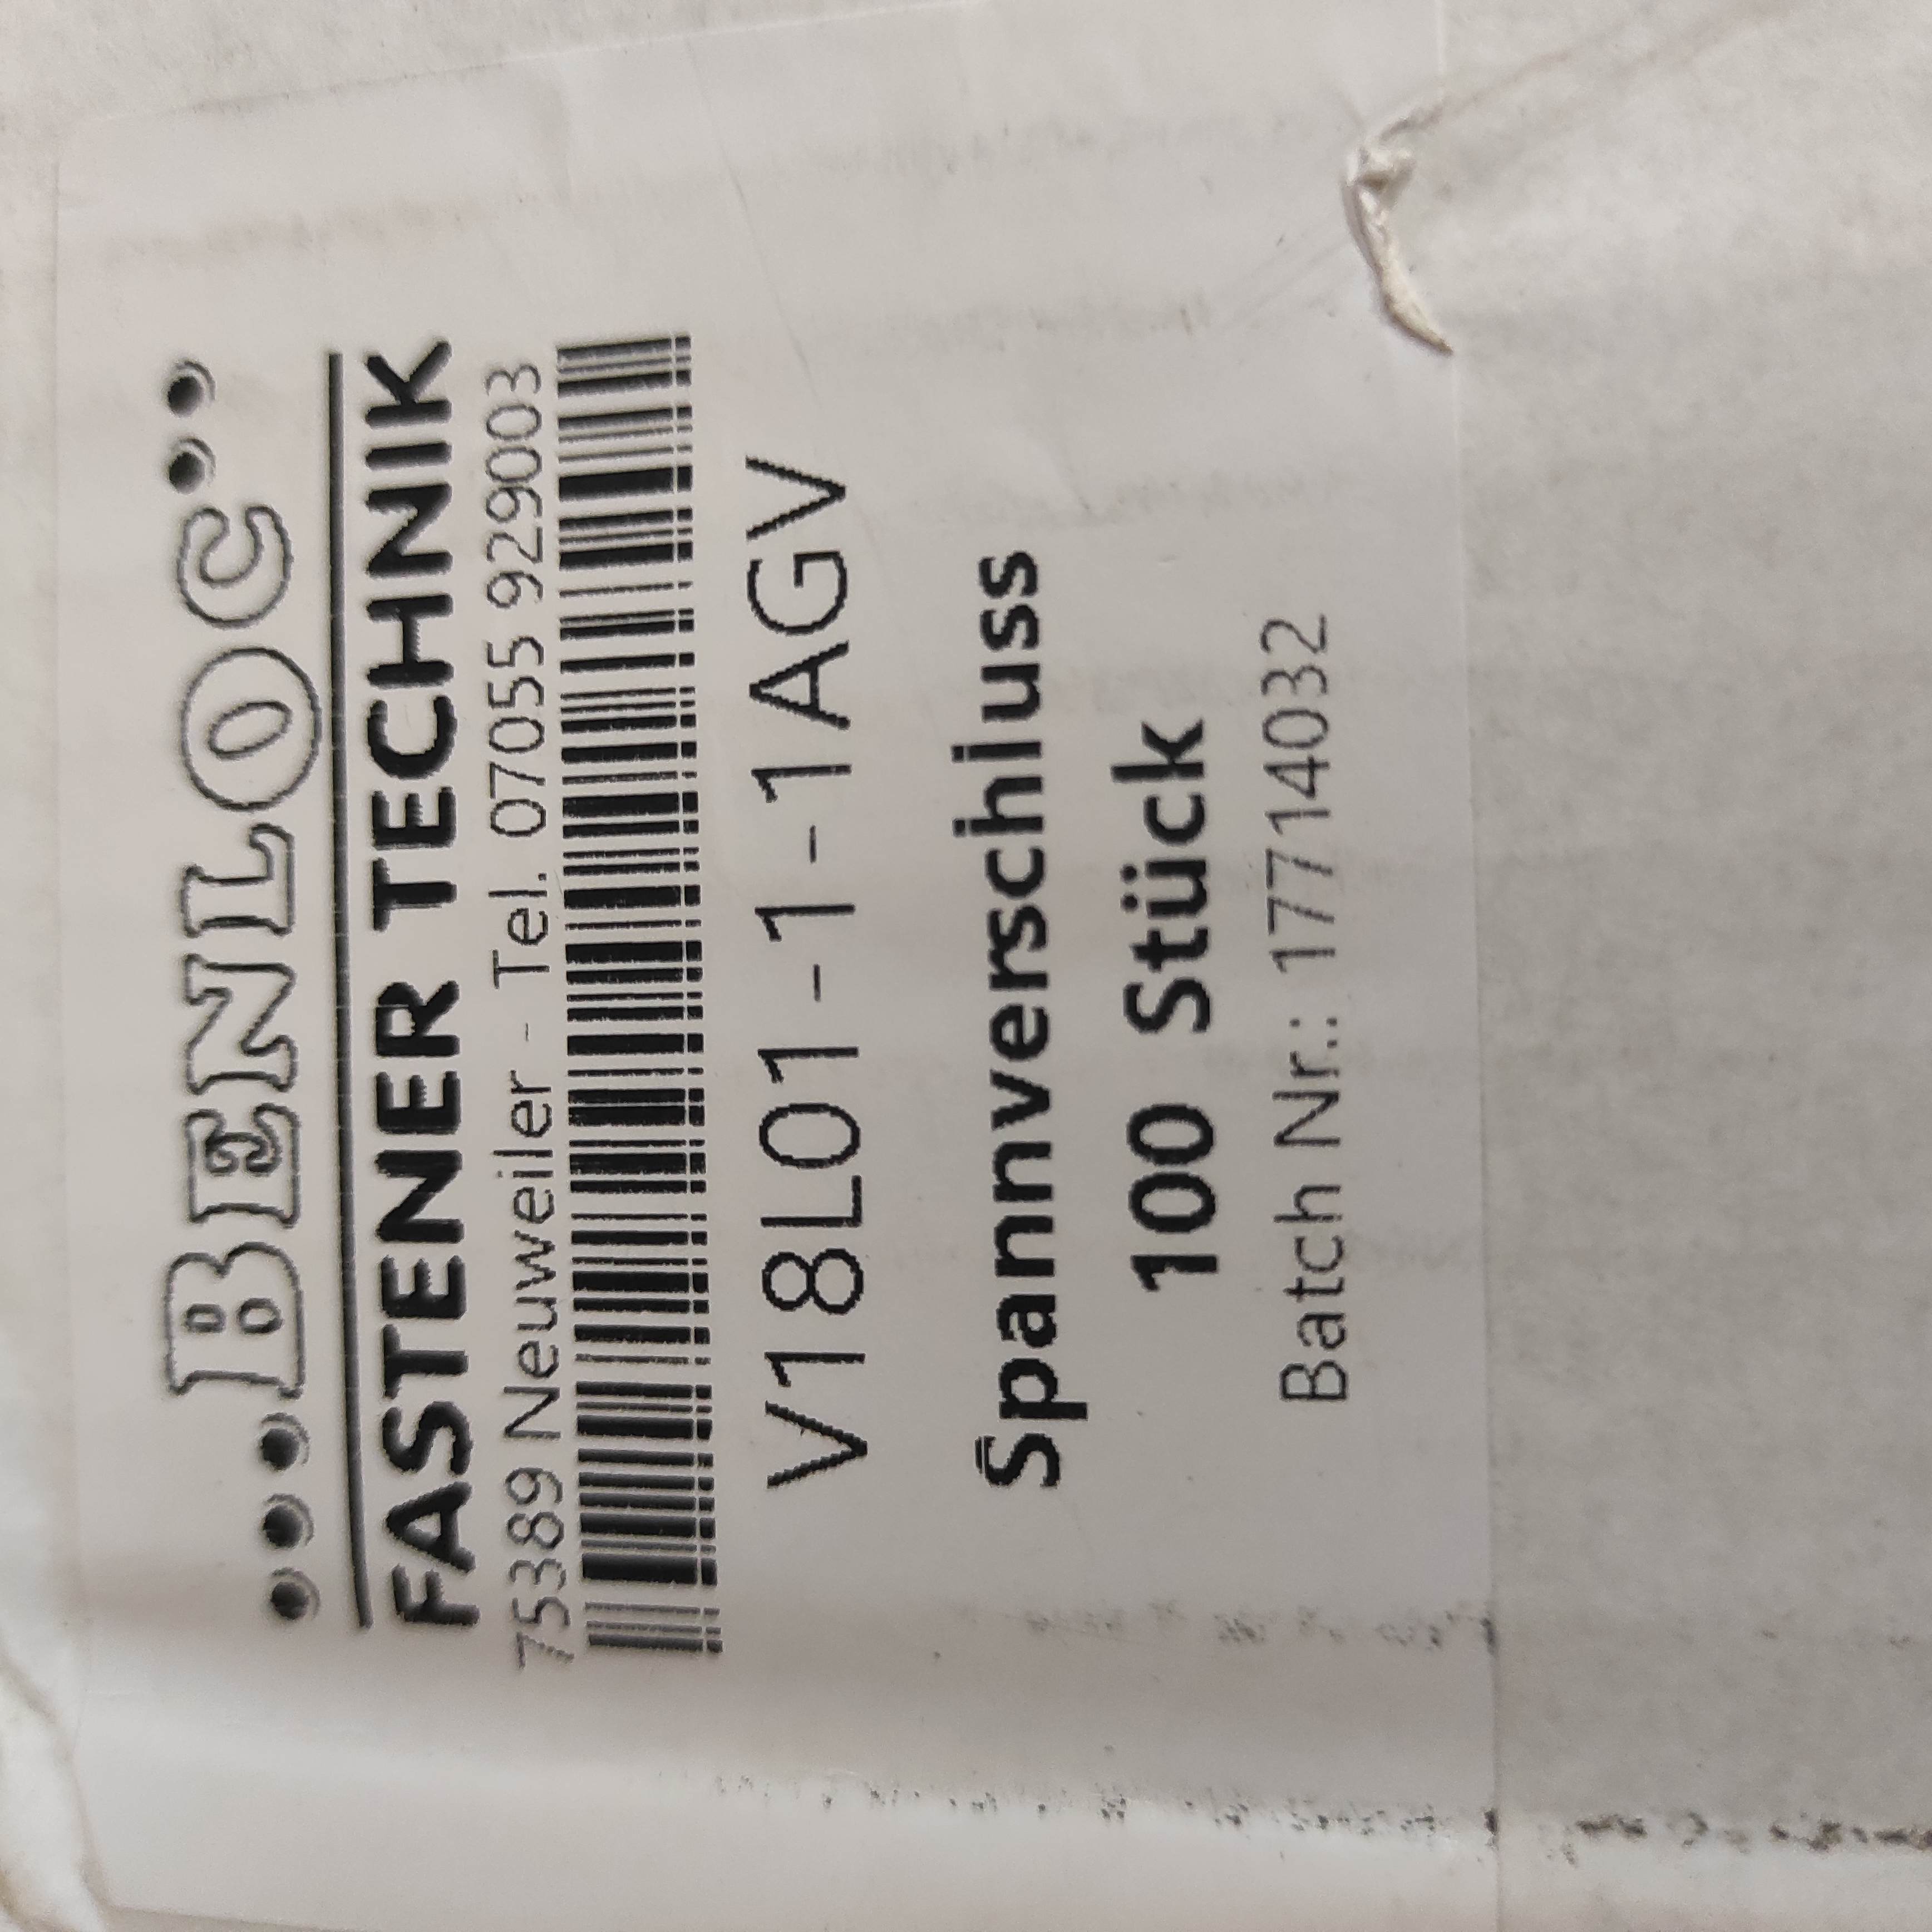 BENLOC
FASTENER TECHNIK
75389 Neuweiler - Tel. 07055 929003
V18L01-1-1AGV
Spannverschluss
100 Stück
Batch Nr.: 17714032